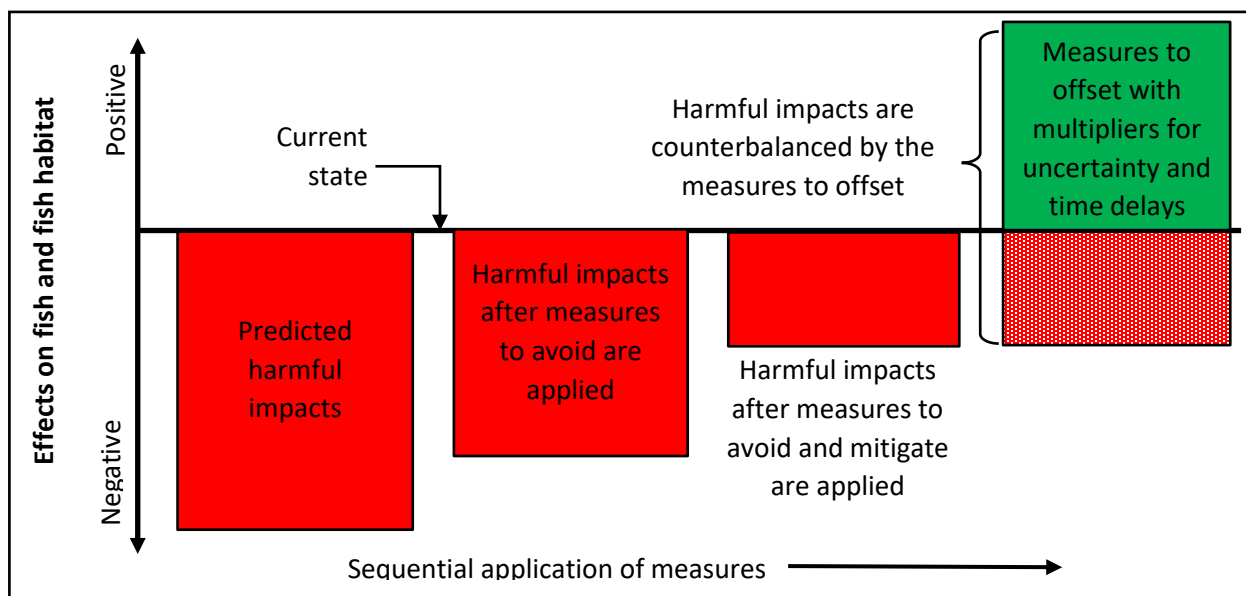 Effects on fish and fish habitat
Positive
Negative
Current
state
Predicted
harmful
impacts
Harmful impacts
after measures
to avoid are
applied
Harmful impacts
after measures to
avoid and mitigate
are applied
Harmful impacts are
counterbalanced by the
measures to offset
Measures to
offset with
multipliers for
uncertainty and
time delays
Sequential application of measures